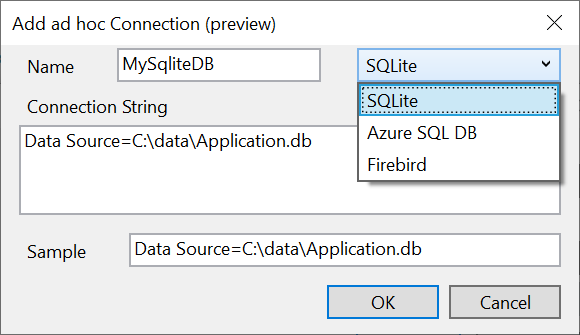 Add ad hoc Connection (preview)
Name MySqliteDB SQLite
SQLite
Connection String
Azure SQL DB
Data Source=C:\data\Application.db
Firebird
Sample Data Source=C:\data\Application.db
OK Cancel